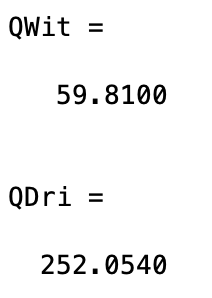 QWit =
59.8100
QDri =
252.0540